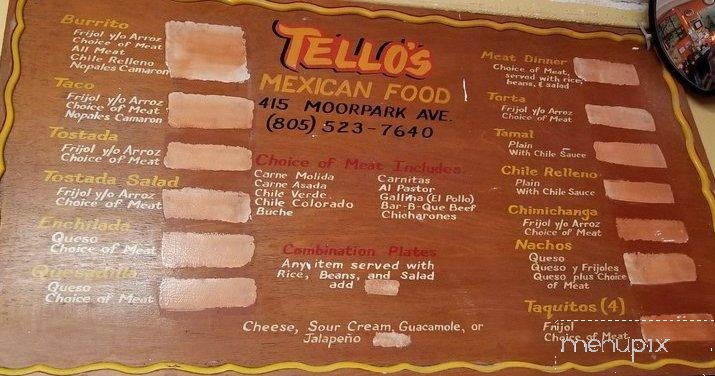 Burrito
Frijol y/o Arroz
Choice of Meat
All Meat
Chile Relleno
Nopales Camaron
Taco
Frijol y/o Arroz
Choice of Meat
Nopales Camaron
Tostada
Frijol y/o Arroz
Choice of Meat
Tostada Salad
Frijol y/o Arroz
Choice of Meat
Enchilada
Queso
Choice of Meat
Quesadilla
Queso
Choice of Meat
TELLO'S
MEXICAN FOOD
415 MOORPARK AVE.
(805) 523-7640
Choice of Meat Includes
Carne Molida
Carne Asada
Chile Verde
Chile Colorado
Buche
Carnitas
Al Pastor
Gallina (El Pollo)
Bar-B-Que Beef
Chicharones
Combination Plates
Any item served with
Rice, Beans, and Salad
add
Cheese, Sour Cream, Guacamole, or
Jalapeño
Meat Dinner
Choice of Meat,
served with rice,
beans, & salad
Torta
Frijol y/o Arroz
Choice of Meat
Tamal
Plain
With Chile Sauce
Chile Relleno
Plain
With Chile Sauce
Chimichanga
Frijol y/o Arroz
Choice of Meat
Nachos
Queso
Queso y Frijoles
Queso plus Choice
of Meat
Taquitos (4)
Frijol
Choice of Meat
menupix